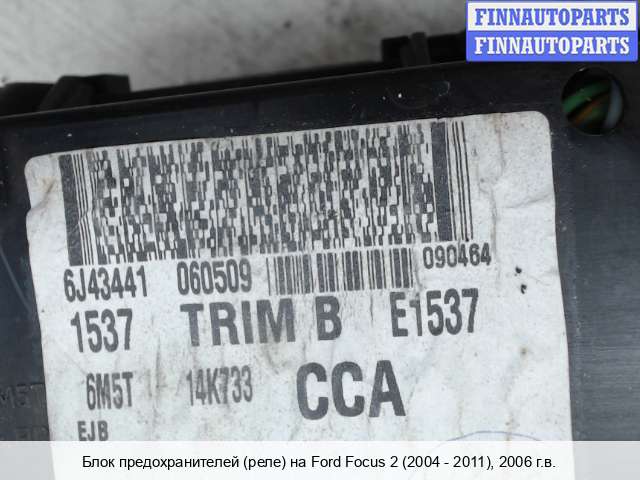 FINNAUTOPARTS
FINNAUTOPARTS
6J43441 060509 090464
1537 TRIM B E1537
6M5T 14K733 CCA
EJB
Блок предохранителей (реле) на Ford Focus 2 (2004 - 2011), 2006 г.в.